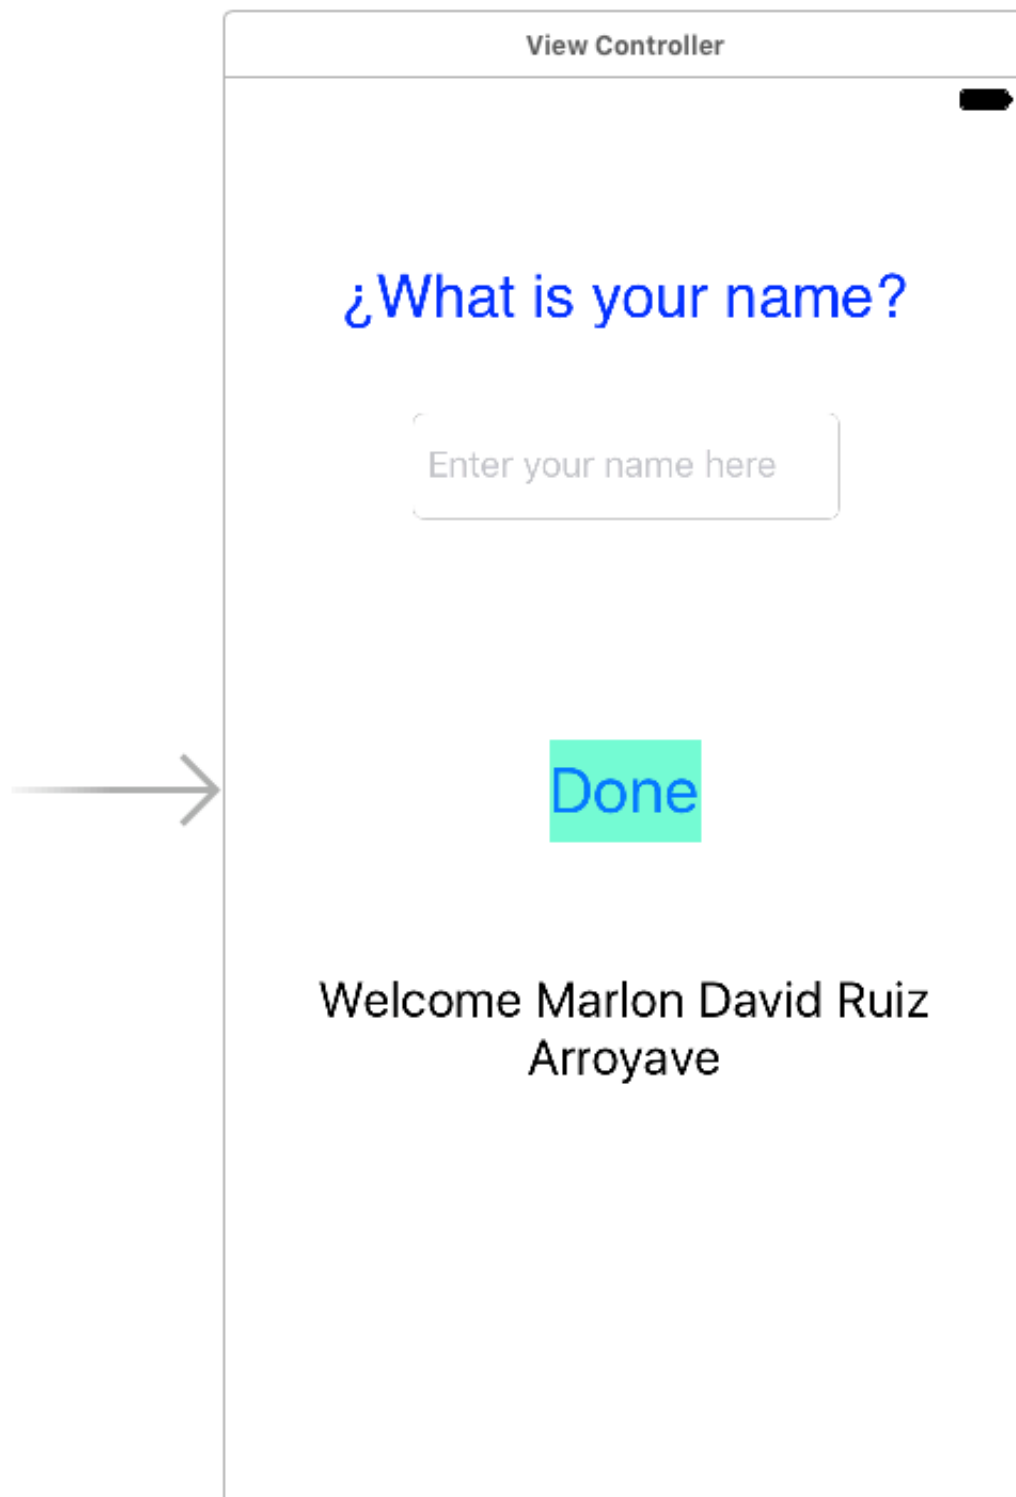 View Controller
¿What is your name?
Enter your name here
Done
Welcome Marlon David Ruiz
Arroyave